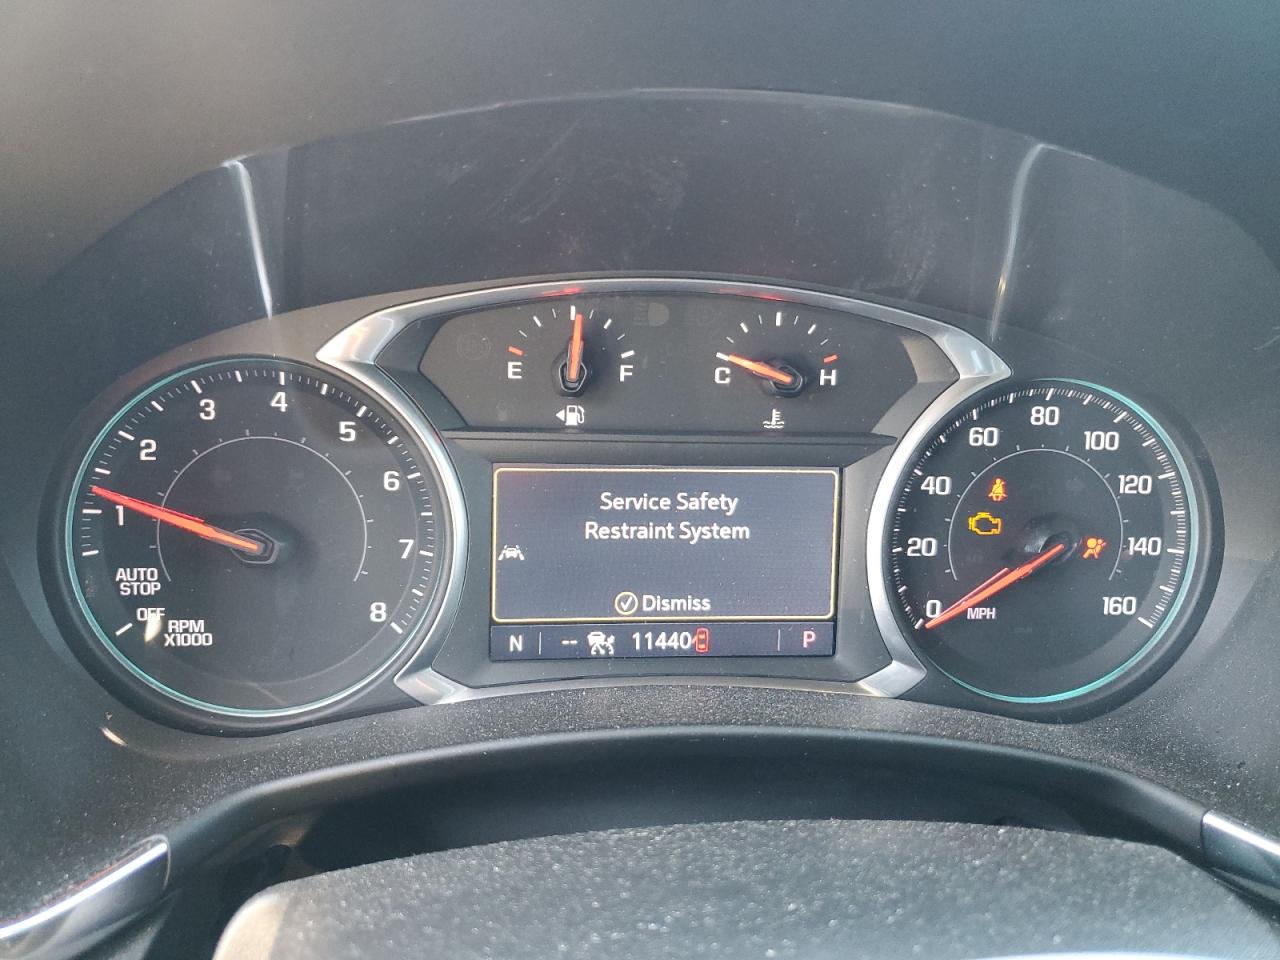 E F
C H
1 2 3 4 5 6 7 8
AUTO
STOP
OFF
RPM
X1000
Service Safety
Restraint System
Dismiss
N -- 11440 P
0 20 40 60 80 100 120 140 160
MPH